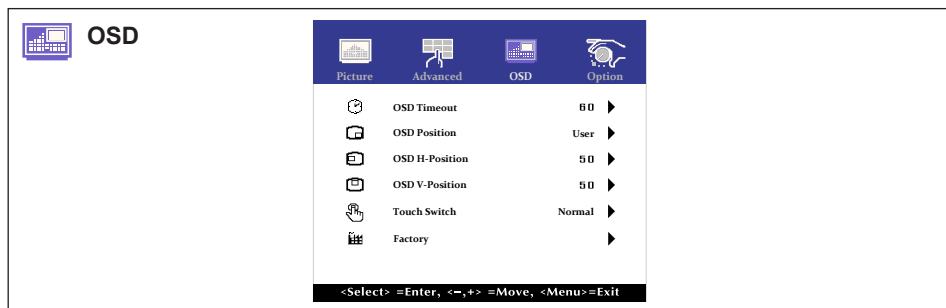 OSD
Picture Advanced OSD Option
OSD Timeout 60
OSD Position User
OSD H-Position 50
OSD V-Position 50
Touch Switch Normal
Factory
<Select> =Enter, <−,+> =Move, <Menu>=Exit